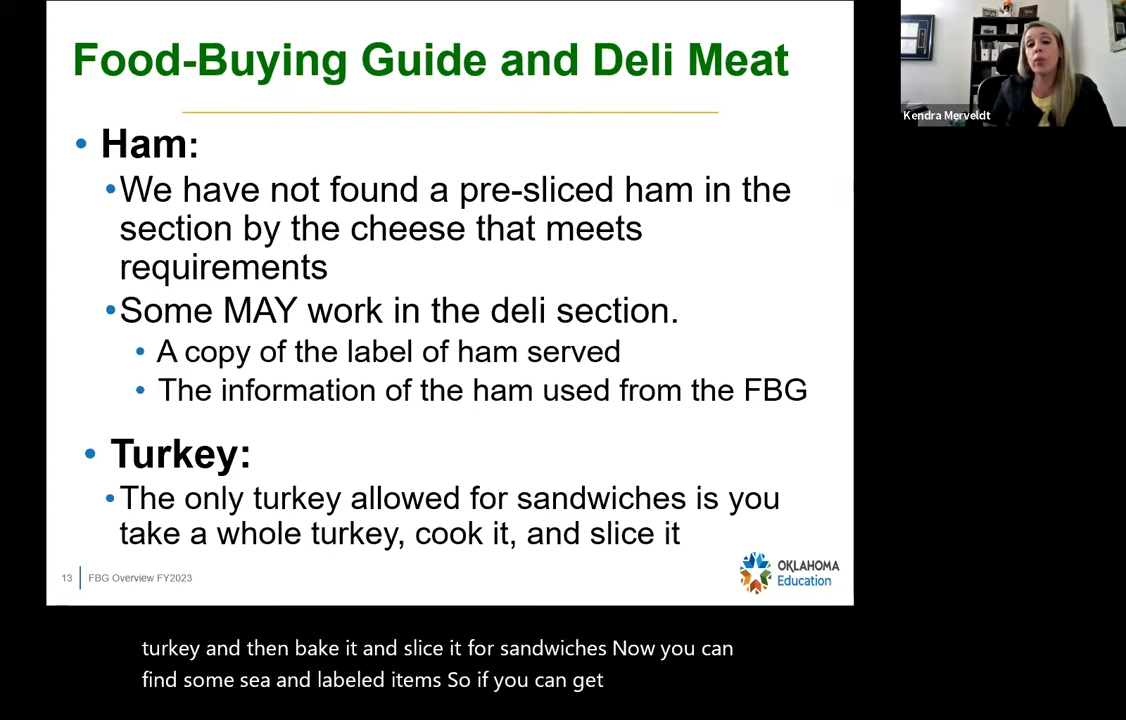 Food-Buying Guide and Deli Meat
• Ham:
•We have not found a pre-sliced ham in the
section by the cheese that meets
requirements
•Some MAY work in the deli section.
• A copy of the label of ham served
• The information of the ham used from the FBG
• Turkey:
•The only turkey allowed for sandwiches is you
take a whole turkey, cook it, and slice it
13 FBG Overview FY2023
OKLAHOMA
Education
Kendra Merveldt
turkey and then bake it and slice it for sandwiches Now you can
find some sea and labeled items So if you can get